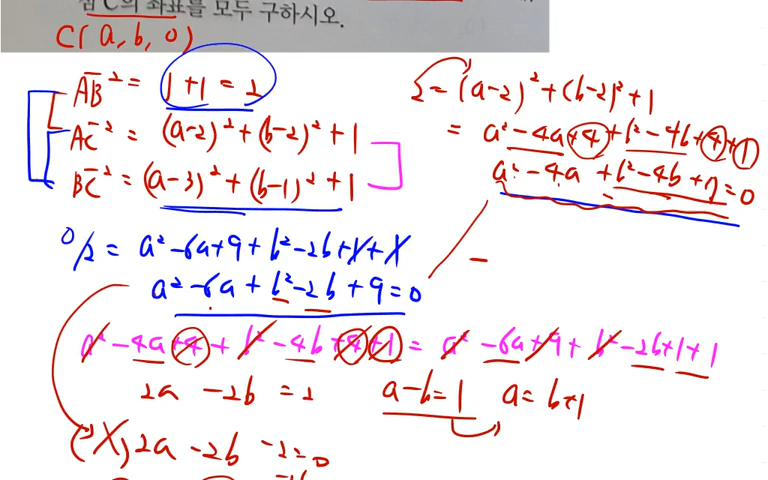 점 C의 좌표를 모두 구하시오.
C(a, b, 0)
AB² = 1+1 = 2
AC² = (a-2)² + (b-2)² + 1
BC² = (a-3)² + (b-1)² + 1
2 = (a-2)² + (b-2)² + 1
= a² - 4a + 4 + b² - 4b + 4 + 1
a² - 4a + b² - 4b + 7 = 0
0/2 = a² - 6a + 9 + b² - 2b + 1 + 1
a² - 6a + b² - 2b + 9 = 0
-
a² - 4a + 4 + b² - 4b + 4 + 1 = a² - 6a + 9 + b² - 2b + 1 + 1
2a - 2b = 2 a-b = 1 a = b+1
2a - 2b - 2 = 0